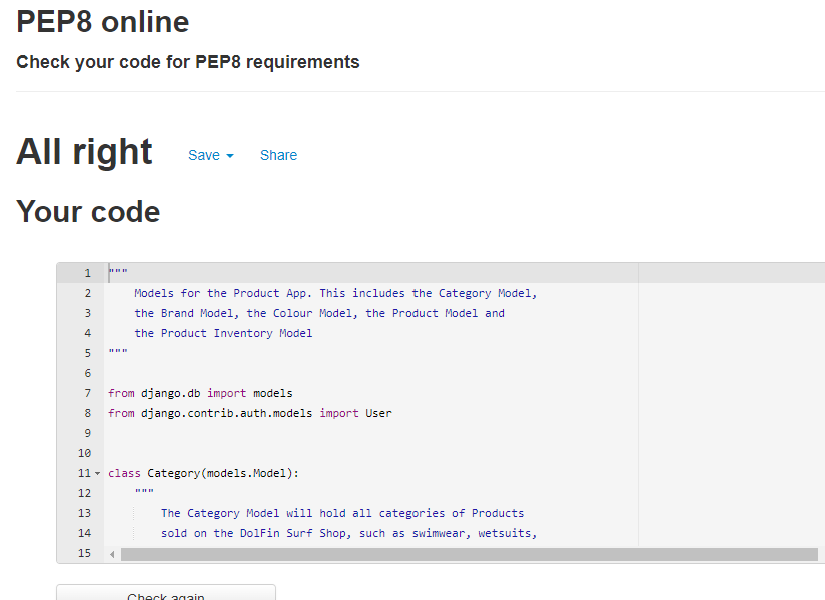 PEP8 online
Check your code for PEP8 requirements
All right Save Share
Your code
1 """
2 Models for the Product App. This includes the Category Model,
3 the Brand Model, the Colour Model, the Product Model and
4 the Product Inventory Model
5 """
6
7 from django.db import models
8 from django.contrib.auth.models import User
9
10
11 class Category(models.Model):
12 """
13 The Category Model will hold all categories of Products
14 sold on the DolFin Surf Shop, such as swimwear, wetsuits,
15
Check again